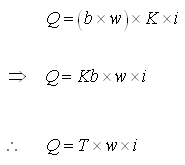 Q = (b × w) × K × i
⇒ Q = Kb × w × i
∴ Q = T × w × i